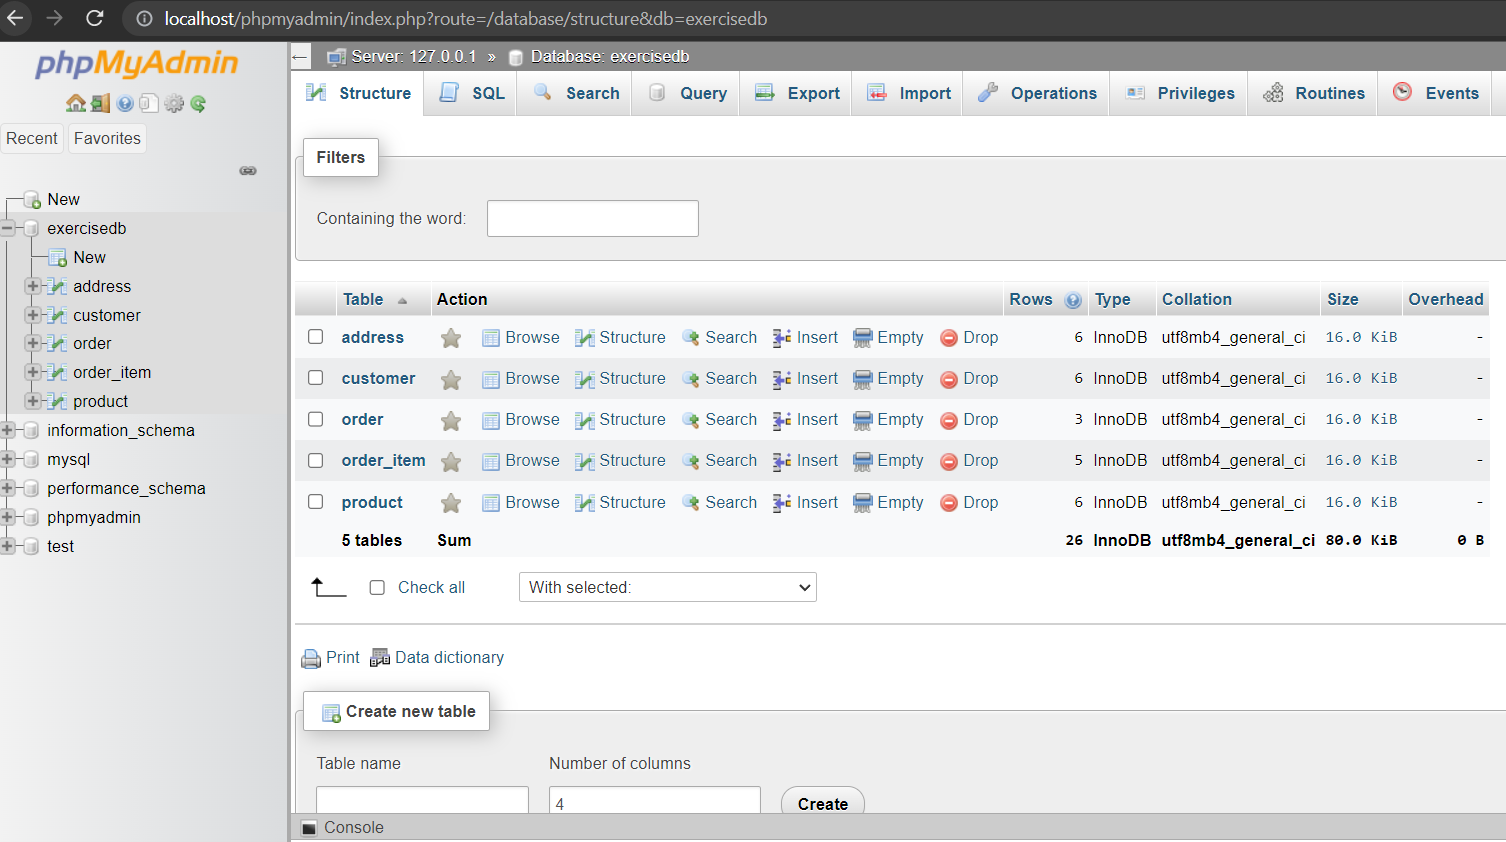 localhost/phpmyadmin/index.php?route=/database/structure&db=exercisedb
phpMyAdmin
Recent Favorites
New
exercisedb
New
address
customer
order
order_item
product
information_schema
mysql
performance_schema
phpmyadmin
test
Server: 127.0.0.1 » Database: exercisedb
Structure SQL Search Query Export Import Operations Privileges Routines Events
Filters
Containing the word:
Table Action Rows Type Collation Size Overhead
address Browse Structure Search Insert Empty Drop 6 InnoDB utf8mb4_general_ci 16.0 KiB -
customer Browse Structure Search Insert Empty Drop 6 InnoDB utf8mb4_general_ci 16.0 KiB -
order Browse Structure Search Insert Empty Drop 3 InnoDB utf8mb4_general_ci 16.0 KiB -
order_item Browse Structure Search Insert Empty Drop 5 InnoDB utf8mb4_general_ci 16.0 KiB -
product Browse Structure Search Insert Empty Drop 6 InnoDB utf8mb4_general_ci 16.0 KiB -
5 tables Sum 26 InnoDB utf8mb4_general_ci 80.0 KiB 0 B
Check all With selected:
Print Data dictionary
Create new table
Table name Number of columns
4 Create
Console